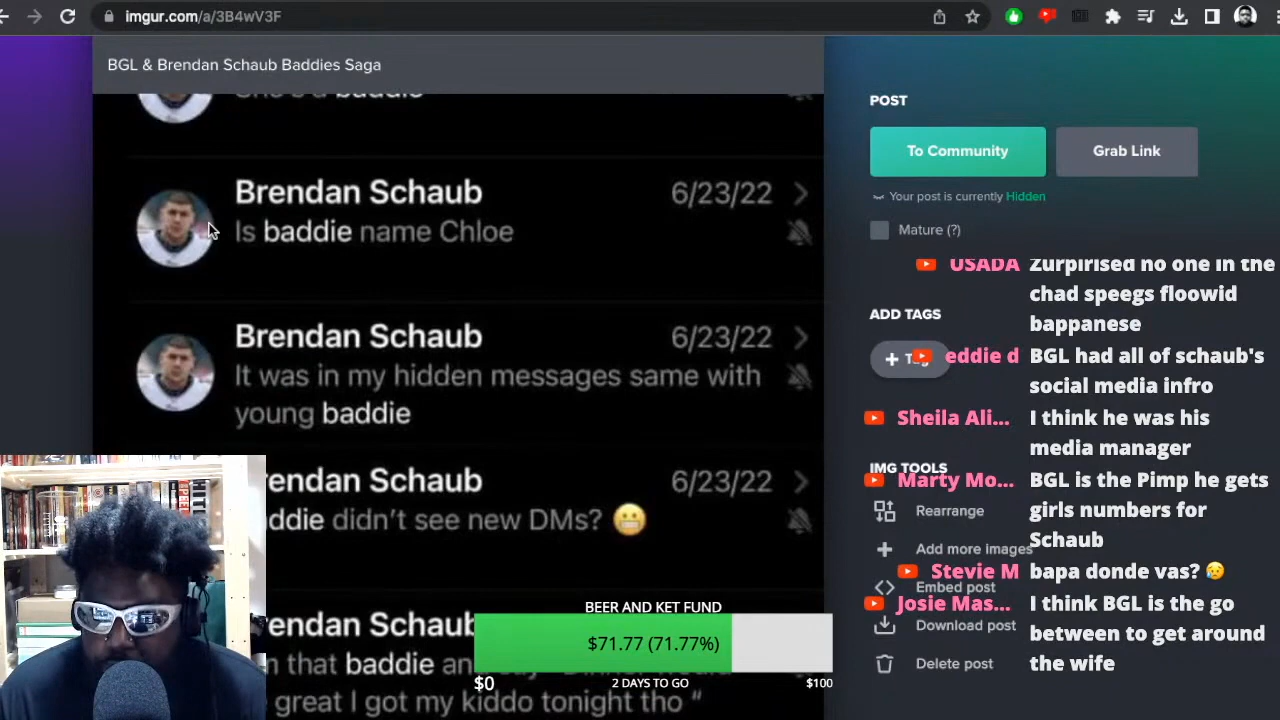 imgur.com/a/3B4wV3F
BGL & Brendan Schaub Baddies Saga
She's a baddie
Brendan Schaub
6/23/22
Is baddie name Chloe
Brendan Schaub
6/23/22
It was in my hidden messages same with
young baddie
rendan Schaub
6/23/22
ddie didn't see new DMs? 😬
rendan Schaub
m that baddie an
great I got my kiddo tonight tho “
POST
To Community
Grab Link
Your post is currently Hidden
Mature (?)
ADD TAGS
+ T
IMG TOOLS
Rearrange
Add more images
Embed post
Download post
Delete post
USADA Zurpirised no one in the
chad speegs floowid
bappanese
eddie d BGL had all of schaub's
social media infro
Sheila Ali... I think he was his
media manager
Marty Mo... BGL is the Pimp he gets
girls numbers for
Schaub
Stevie M bapa donde vas? 😥
Josie Mas... I think BGL is the go
between to get around
the wife
BEER AND KET FUND
$71.77 (71.77%)
$0
2 DAYS TO GO
$100